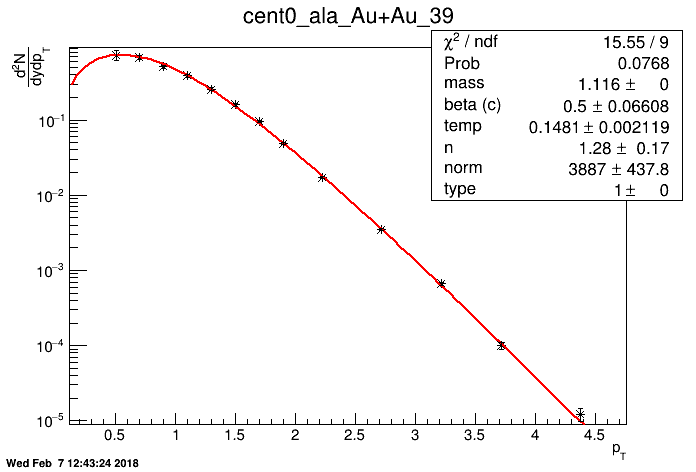 cent0_ala_Au+Au_39
χ² / ndf 15.55 / 9
Prob 0.0768
mass 1.116 ± 0
beta (c) 0.5 ± 0.06608
temp 0.1481 ± 0.002119
n 1.28 ± 0.17
norm 3887 ± 437.8
type 1 ± 0
d²N
dydp_T
10⁻¹
10⁻²
10⁻³
10⁻⁴
10⁻⁵
0.5 1 1.5 2 2.5 3 3.5 4 4.5
p_T
Wed Feb 7 12:43:24 2018